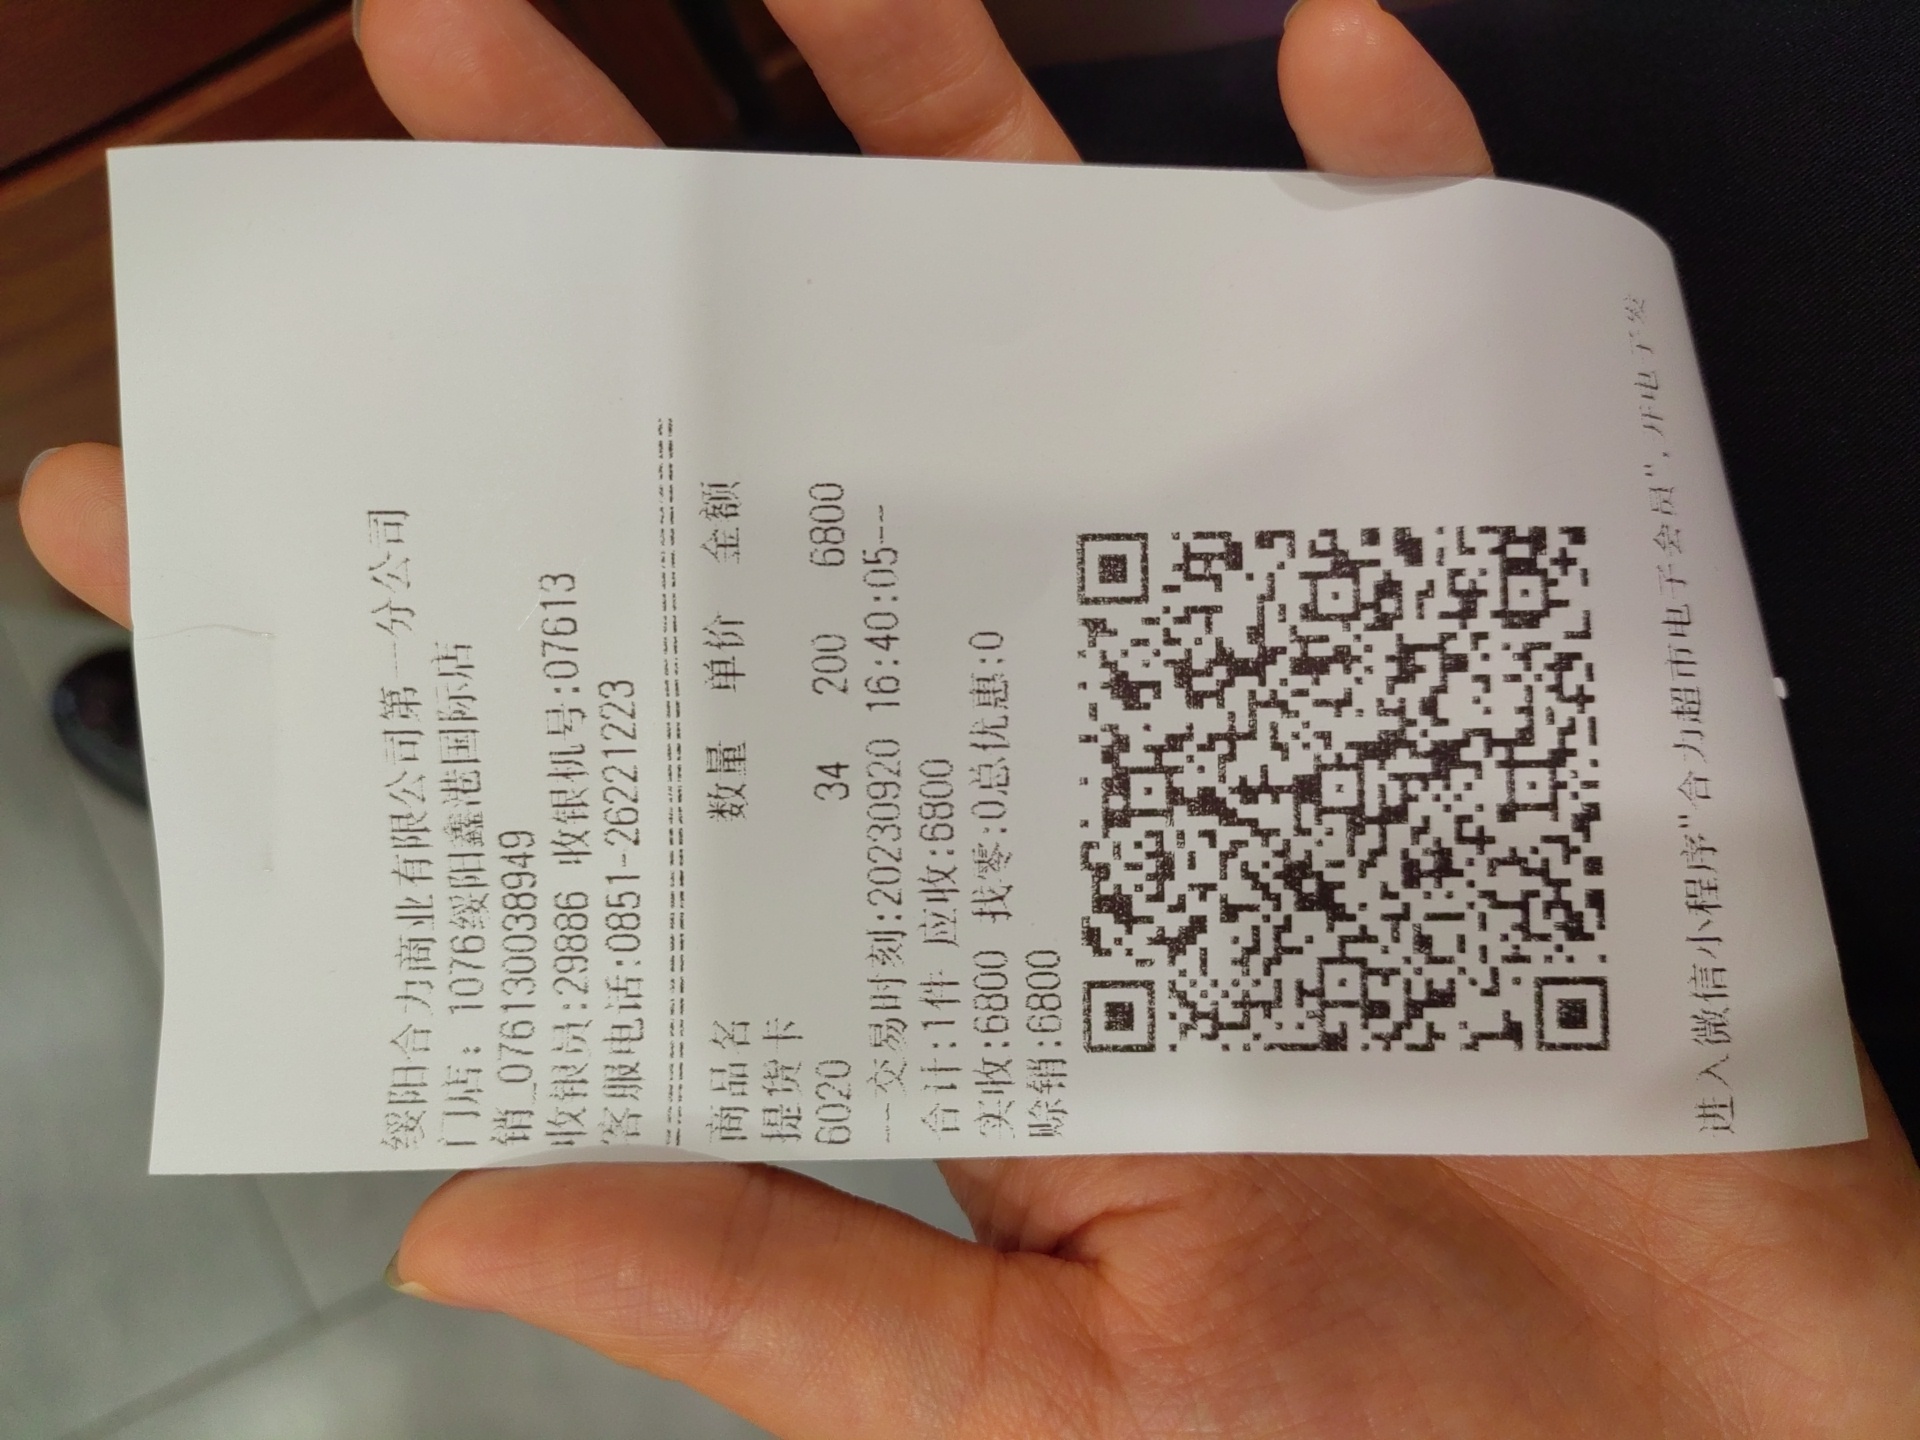 绥阳合力商业有限公司第一分公司
门店: 1076绥阳鑫港国际店
销_076130038949
收银员:29886 收银机号:07613
客服电话:0851-26221223
商品名 数量 单价 金额
提货卡
6020 34 200 6800
--交易时刻:20230920 16:40:05--
合计:1件 应收:6800
实收:6800 找零:0总优惠:0
赊销:6800
进入微信小程序"合力超市电子会员", 开电子发